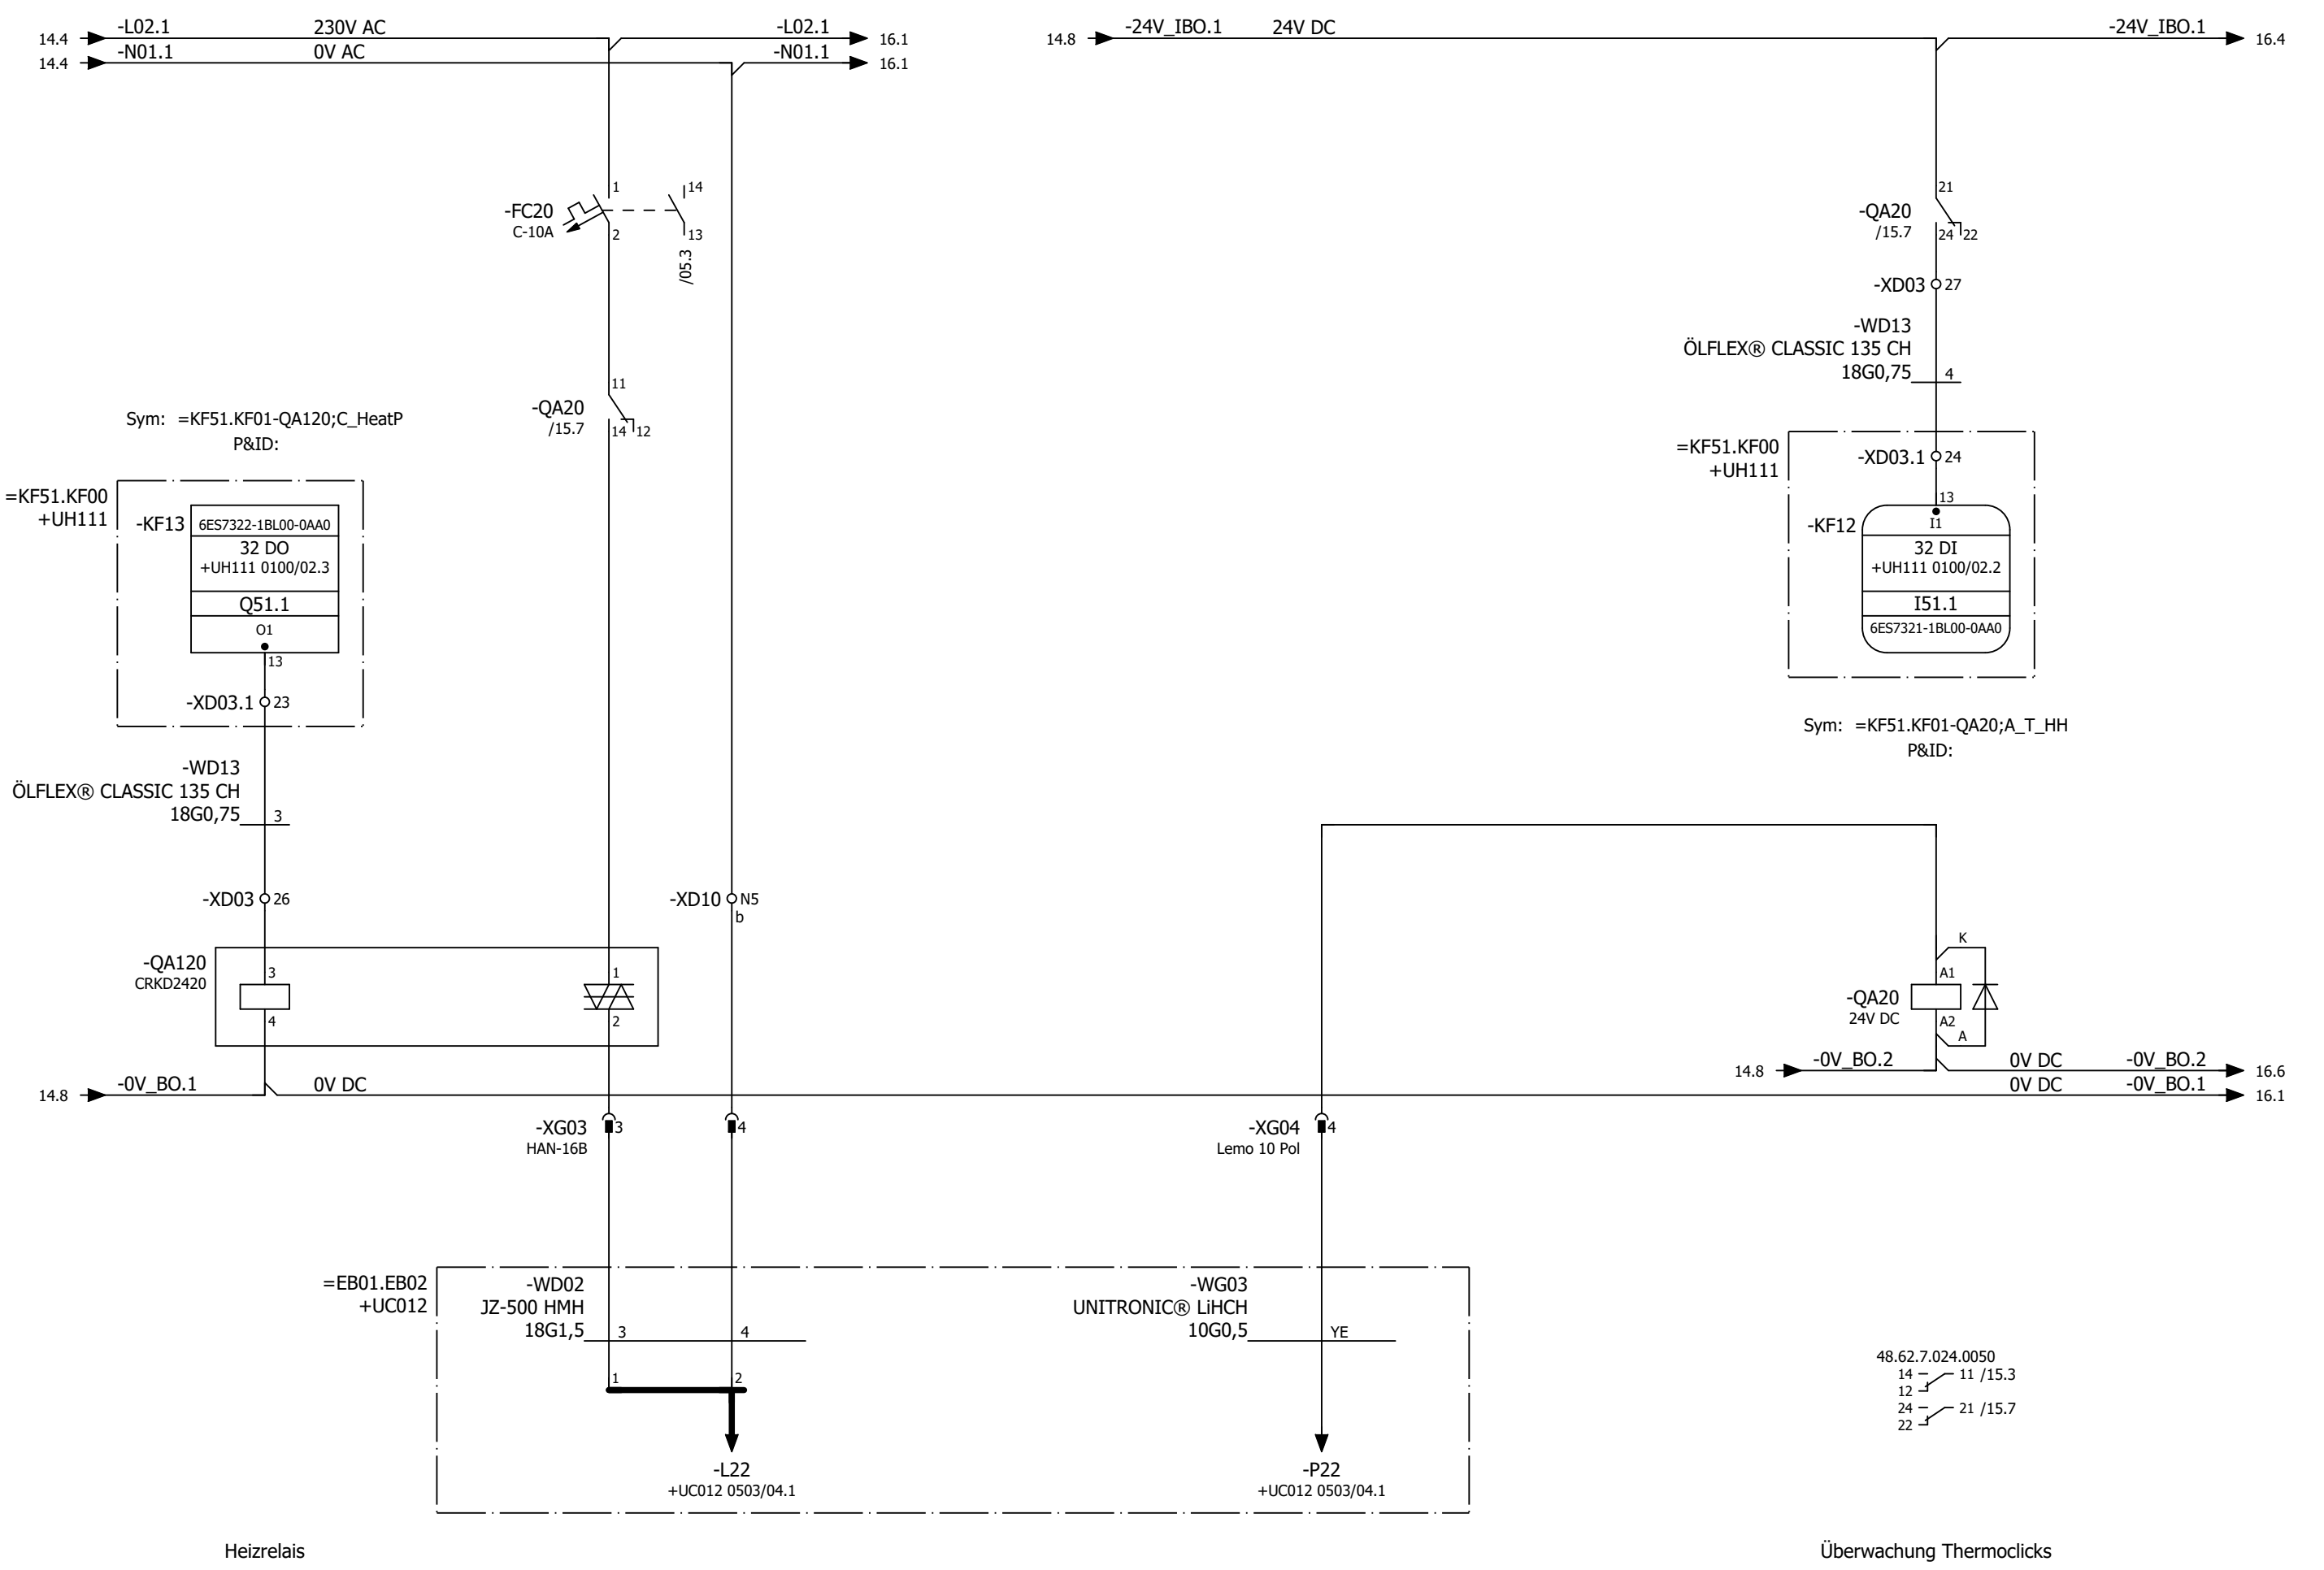 14.4 -L02.1 230V AC -L02.1 16.1
14.4 -N01.1 0V AC -N01.1 16.1
14.8 -24V_IBO.1 24V DC -24V_IBO.1 16.4
-FC20
C-10A
1
2
14
13
/05.3
-QA20
/15.7
11
14 12
Sym: =KF51.KF01-QA120;C_HeatP
P&ID:
=KF51.KF00
+UH111
-KF13
6ES7322-1BL00-0AA0
32 DO
+UH111 0100/02.3
Q51.1
O1
13
-XD03.1 23
-WD13
ÖLFLEX® CLASSIC 135 CH
18G0,75 3
-XD03 26
-QA120
CRKD2420
3
4
1
2
-XD10 N5
b
14.8 -0V_BO.1 0V DC
-XG03 3
HAN-16B
4
-XG04 4
Lemo 10 Pol
=EB01.EB02
+UC012
-WD02
JZ-500 HMH
18G1,5 3 4
1 2
-L22
+UC012 0503/04.1
-WG03
UNITRONIC® LiHCH
10G0,5 YE
-P22
+UC012 0503/04.1
-QA20
/15.7
21
24 22
-XD03 27
-WD13
ÖLFLEX® CLASSIC 135 CH
18G0,75 4
=KF51.KF00
+UH111
-XD03.1 24
13
-KF12
I1
32 DI
+UH111 0100/02.2
I51.1
6ES7321-1BL00-0AA0
Sym: =KF51.KF01-QA20;A_T_HH
P&ID:
K
A1
-QA20
24V DC
A2
A
14.8 -0V_BO.2 0V DC -0V_BO.2 16.6
0V DC -0V_BO.1 16.1
48.62.7.024.0050
14 11 /15.3
12
24 21 /15.7
22
Heizrelais
Überwachung Thermoclicks